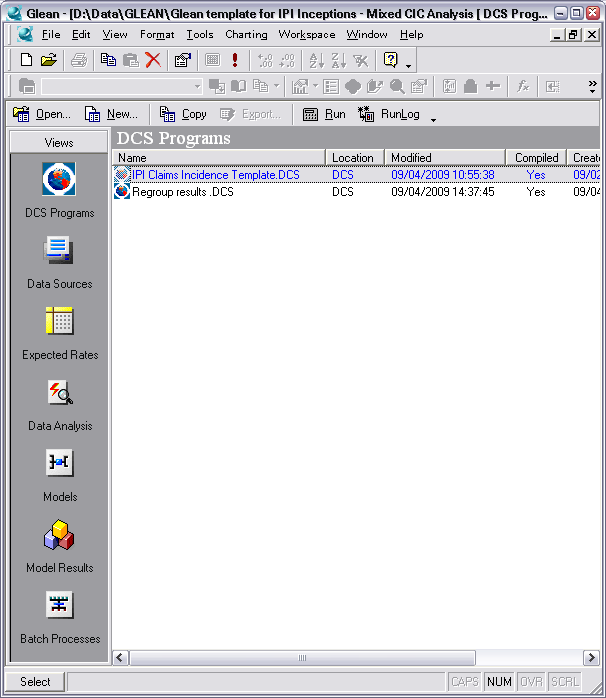 Glean - [D:\Data\GLEAN\Glean template for IPI Inceptions - Mixed CIC Analysis [ DCS Prog...
File Edit View Format Tools Charting Workspace Window Help
Open... New... Copy Export... Run RunLog
Views
DCS Programs
Name Location Modified Compiled Create
IPI Claims Incidence Template.DCS DCS 09/04/2009 10:55:38 Yes 09/02
Regroup results .DCS DCS 09/04/2009 14:37:45 Yes 09/04
DCS Programs
Data Sources
Expected Rates
Data Analysis
Models
Model Results
Batch Processes
Select CAPS NUM OVR SCRL